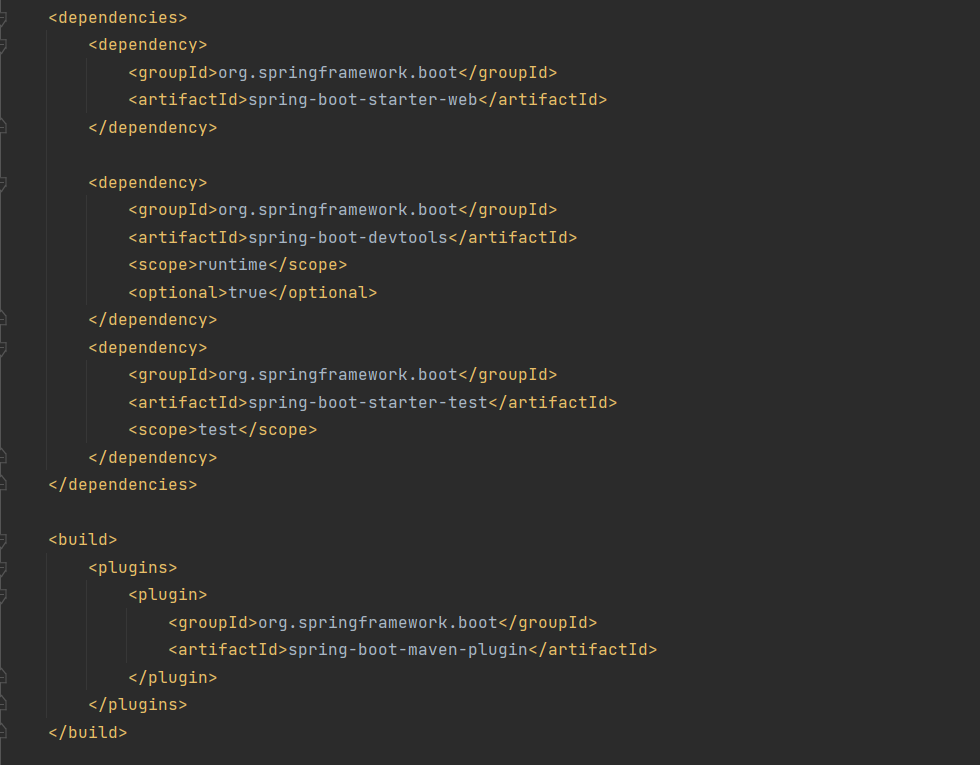 <dependencies>
<dependency>
<groupId>org.springframework.boot</groupId>
<artifactId>spring-boot-starter-web</artifactId>
</dependency>
<dependency>
<groupId>org.springframework.boot</groupId>
<artifactId>spring-boot-devtools</artifactId>
<scope>runtime</scope>
<optional>true</optional>
</dependency>
<dependency>
<groupId>org.springframework.boot</groupId>
<artifactId>spring-boot-starter-test</artifactId>
<scope>test</scope>
</dependency>
</dependencies>
<build>
<plugins>
<plugin>
<groupId>org.springframework.boot</groupId>
<artifactId>spring-boot-maven-plugin</artifactId>
</plugin>
</plugins>
</build>